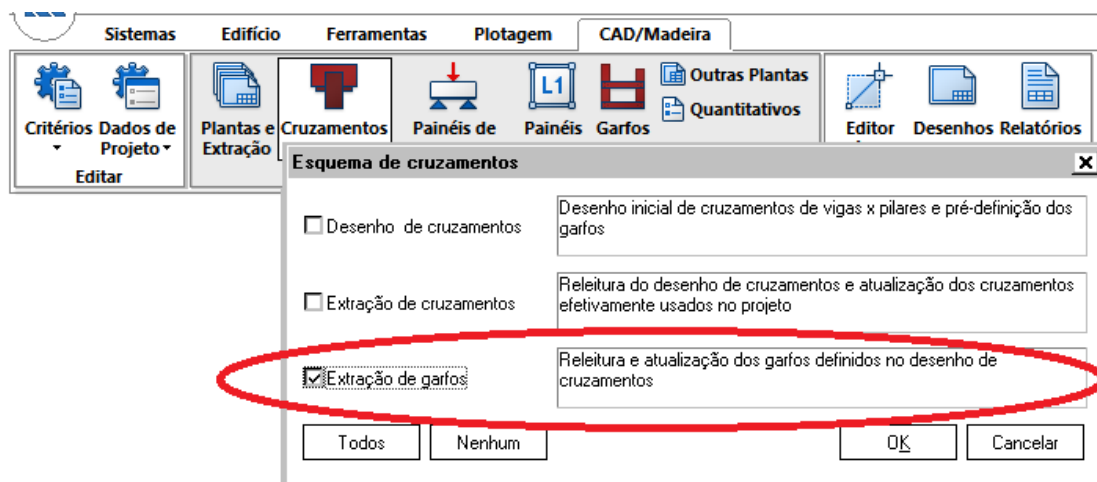 Sistemas Edifício Ferramentas Plotagem CAD/Madeira
Critérios Dados de Projeto
Editar
Plantas e Extração
Cruzamentos
Painéis de
L1
Painéis
Garfos
Outras Plantas
Quantitativos
Editor Desenhos Relatórios
Esquema de cruzamentos
Desenho de cruzamentos
Desenho inicial de cruzamentos de vigas x pilares e pré-definição dos
garfos
Extração de cruzamentos
Releitura do desenho de cruzamentos e atualização dos cruzamentos
efetivamente usados no projeto
Extração de garfos
Releitura e atualização dos garfos definidos no desenho de
cruzamentos
Todos Nenhum OK Cancelar